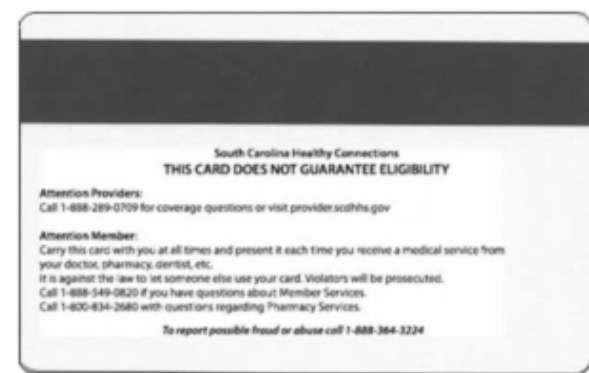 South Carolina Healthy Connections
THIS CARD DOES NOT GUARANTEE ELIGIBILITY
Attention Providers:
Call 1-888-289-0709 for coverage questions or visit provider.scdhhs.gov
Attention Member:
Carry this card with you at all times and present it each time you receive a medical service from
your doctor, pharmacy, dentist, etc.
It is against the law to let someone else use your card. Violators will be prosecuted.
Call 1-888-549-0820 if you have questions about Member Services.
Call 1-800-834-2680 with questions regarding Pharmacy Services.
To report possible fraud or abuse call 1-888-364-3224